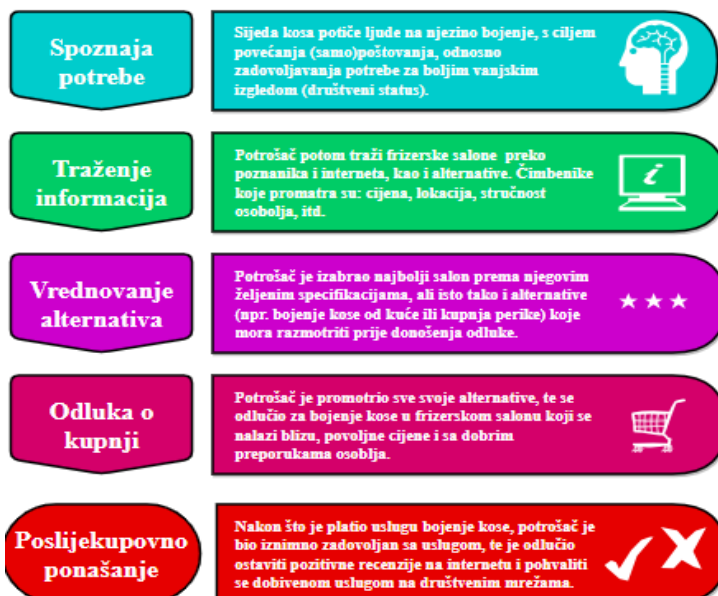 Spoznaja
potrebe
Sijeda kosa potiče ljude na njezino bojenje, s ciljem
povećanja (samo)poštovanja, odnosno
zadovoljavanja potrebe za boljim vanjskim
izgledom (društveni status).
Traženje
informacija
Potrošač potom traži frizerske salone preko
poznanika i interneta, kao i alternative. Čimbenike
koje promatra su: cijena, lokacija, stručnost
osobolja, itd.
i
Vrednovanje
alternativa
Potrošač je izabrao najbolji salon prema njegovim
željenim specifikacijama, ali isto tako i alternative
(npr. bojenje kose od kuće ili kupnja perike) koje
mora razmotriti prije donošenja odluke.
Odluka o
kupnji
Potrošač je promotrio sve svoje alternative, te se
odlučio za bojenje kose u frizerskom salonu koji se
nalazi blizu, povoljne cijene i sa dobrim
preporukama osoblja.
Poslijekupovno
ponašanje
Nakon što je platio uslugu bojenje kose, potrošač je
bio iznimno zadovoljan sa uslugom, te je odlučio
ostaviti pozitivne recenzije na internetu i pohvaliti
se dobivenom uslugom na društvenim mrežama.